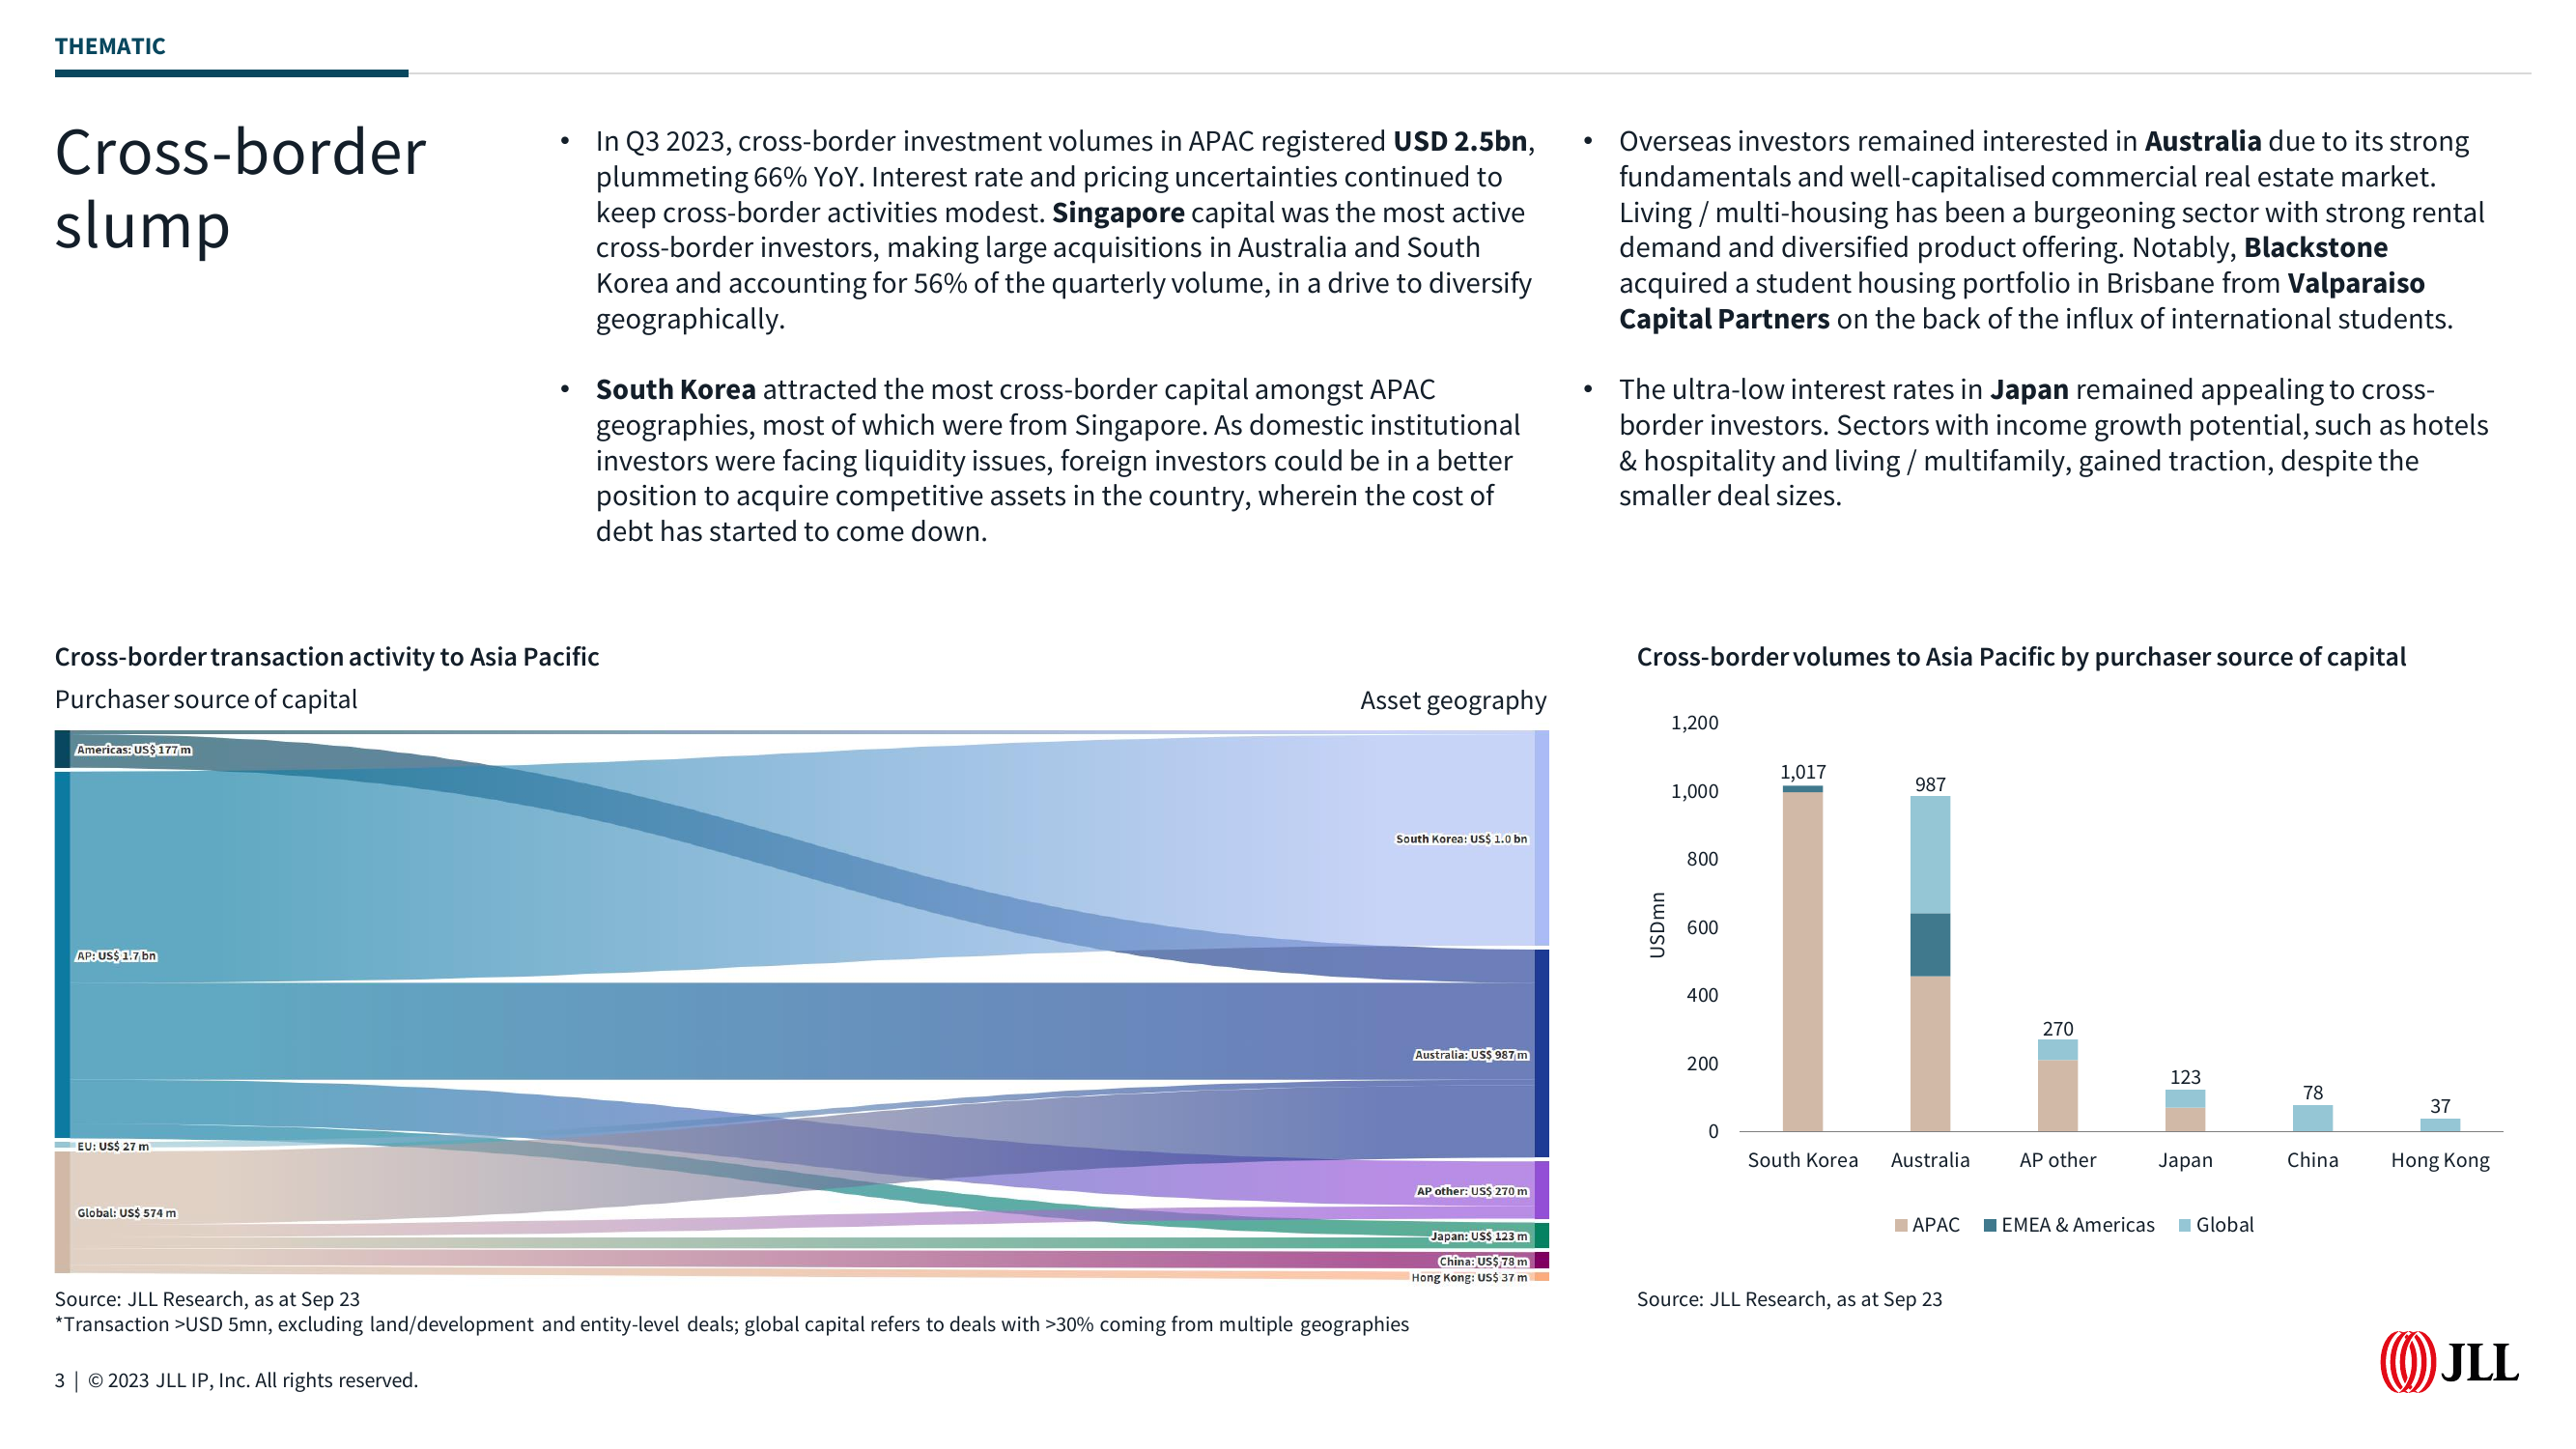 THEMATIC
Cross-border
slump
• In Q3 2023, cross-border investment volumes in APAC registered USD 2.5bn,
plummeting 66% YoY. Interest rate and pricing uncertainties continued to
keep cross-border activities modest. Singapore capital was the most active
cross-border investors, making large acquisitions in Australia and South
Korea and accounting for 56% of the quarterly volume, in a drive to diversify
geographically.
• South Korea attracted the most cross-border capital amongst APAC
geographies, most of which were from Singapore. As domestic institutional
investors were facing liquidity issues, foreign investors could be in a better
position to acquire competitive assets in the country, wherein the cost of
debt has started to come down.
• Overseas investors remained interested in Australia due to its strong
fundamentals and well-capitalised commercial real estate market.
Living / multi-housing has been a burgeoning sector with strong rental
demand and diversified product offering. Notably, Blackstone
acquired a student housing portfolio in Brisbane from Valparaiso
Capital Partners on the back of the influx of international students.
• The ultra-low interest rates in Japan remained appealing to cross-
border investors. Sectors with income growth potential, such as hotels
& hospitality and living / multifamily, gained traction, despite the
smaller deal sizes.
Cross-border transaction activity to Asia Pacific
Purchaser source of capital
Asset geography
Americas: US$ 177 m
AP: US$ 1.7 bn
EU: US$ 27 m
Global: US$ 574 m
South Korea: US$ 1.0 bn
Australia: US$ 987 m
AP other: US$ 270 m
Japan: US$ 123 m
China: US$ 78 m
Hong Kong: US$ 37 m
Source: JLL Research, as at Sep 23
*Transaction >USD 5mn, excluding land/development and entity-level deals; global capital refers to deals with >30% coming from multiple geographies
Cross-border volumes to Asia Pacific by purchaser source of capital
USDmn
1,200
1,000
800
600
400
200
0
1,017
987
270
123
78
37
South Korea
Australia
AP other
Japan
China
Hong Kong
APAC
EMEA & Americas
Global
Source: JLL Research, as at Sep 23
3 | © 2023 JLL IP, Inc. All rights reserved.
JLL